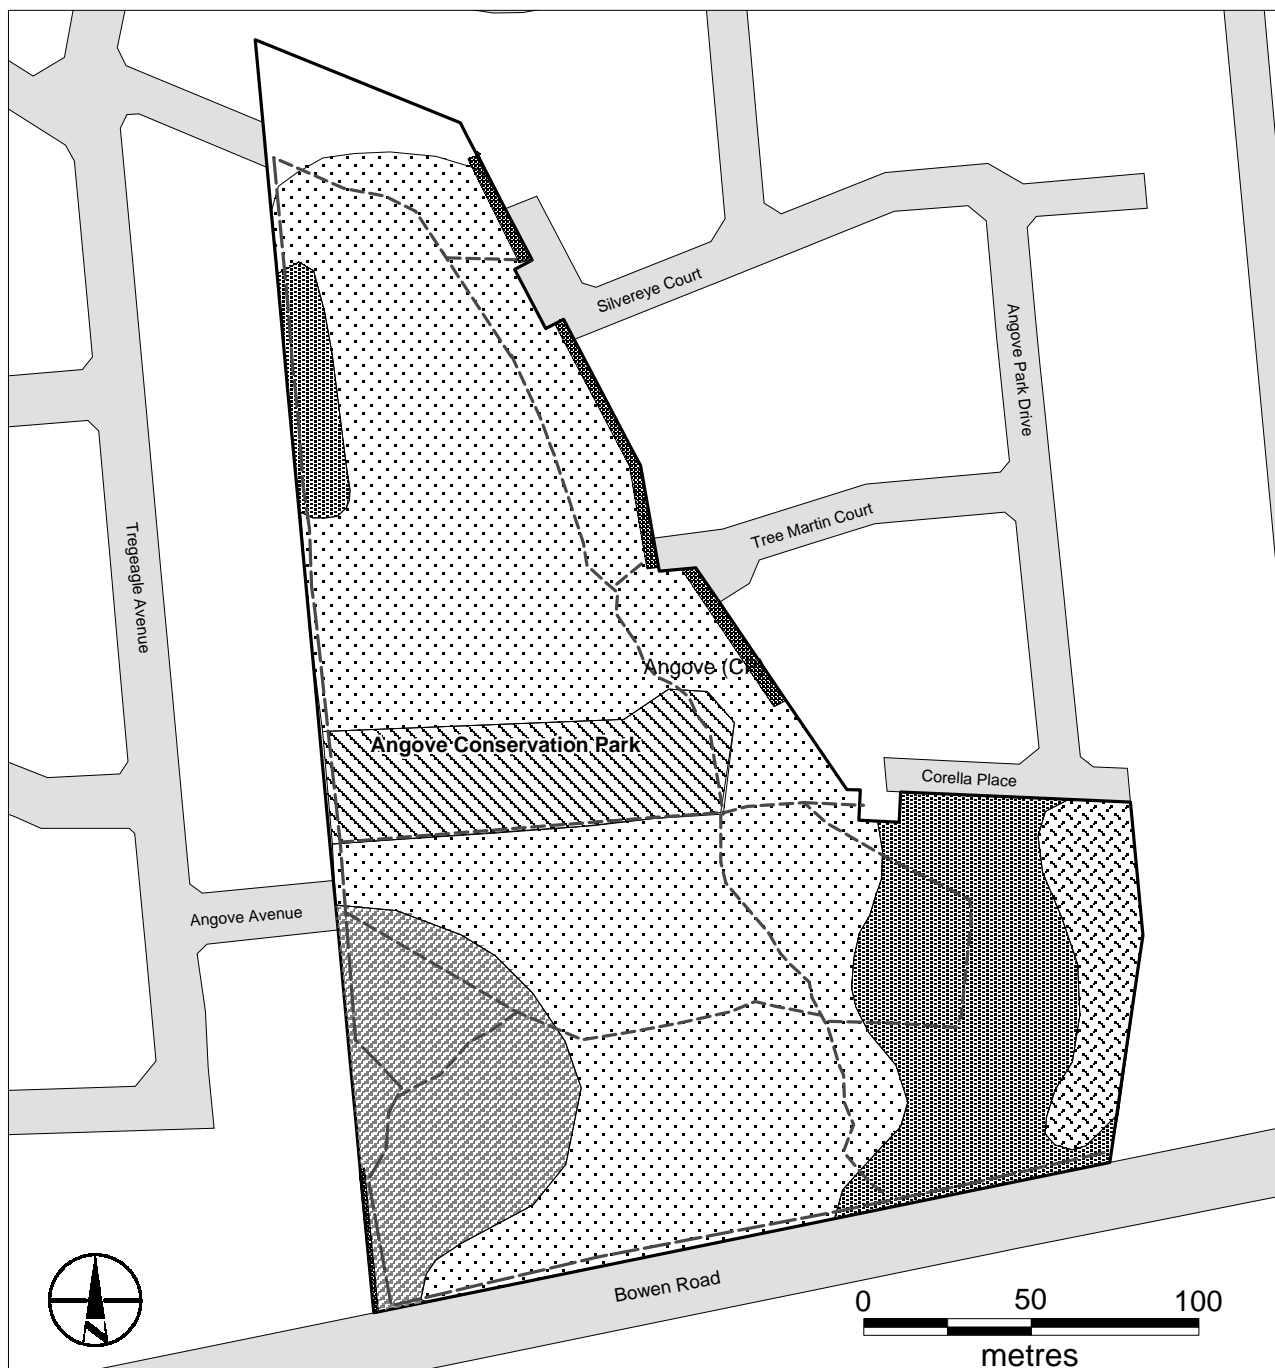 Silvereye Court
Angove Park Drive
Tree Martin Court
Tregeagle Avenue
Angove (C
Angove Conservation Park
Corella Place
Angove Avenue
Bowen Road
N
0 50 100
metres